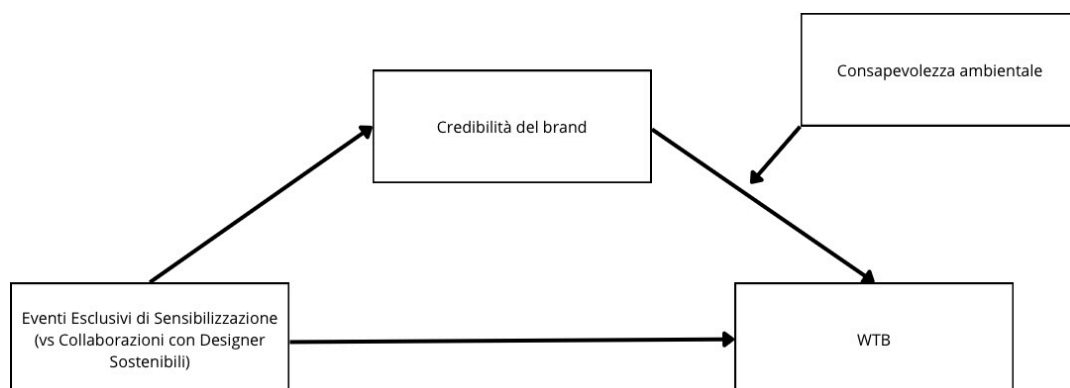 Consapevolezza ambientale
Credibilità del brand
Eventi Esclusivi di Sensibilizzazione
(vs Collaborazioni con Designer
Sostenibili)
WTB